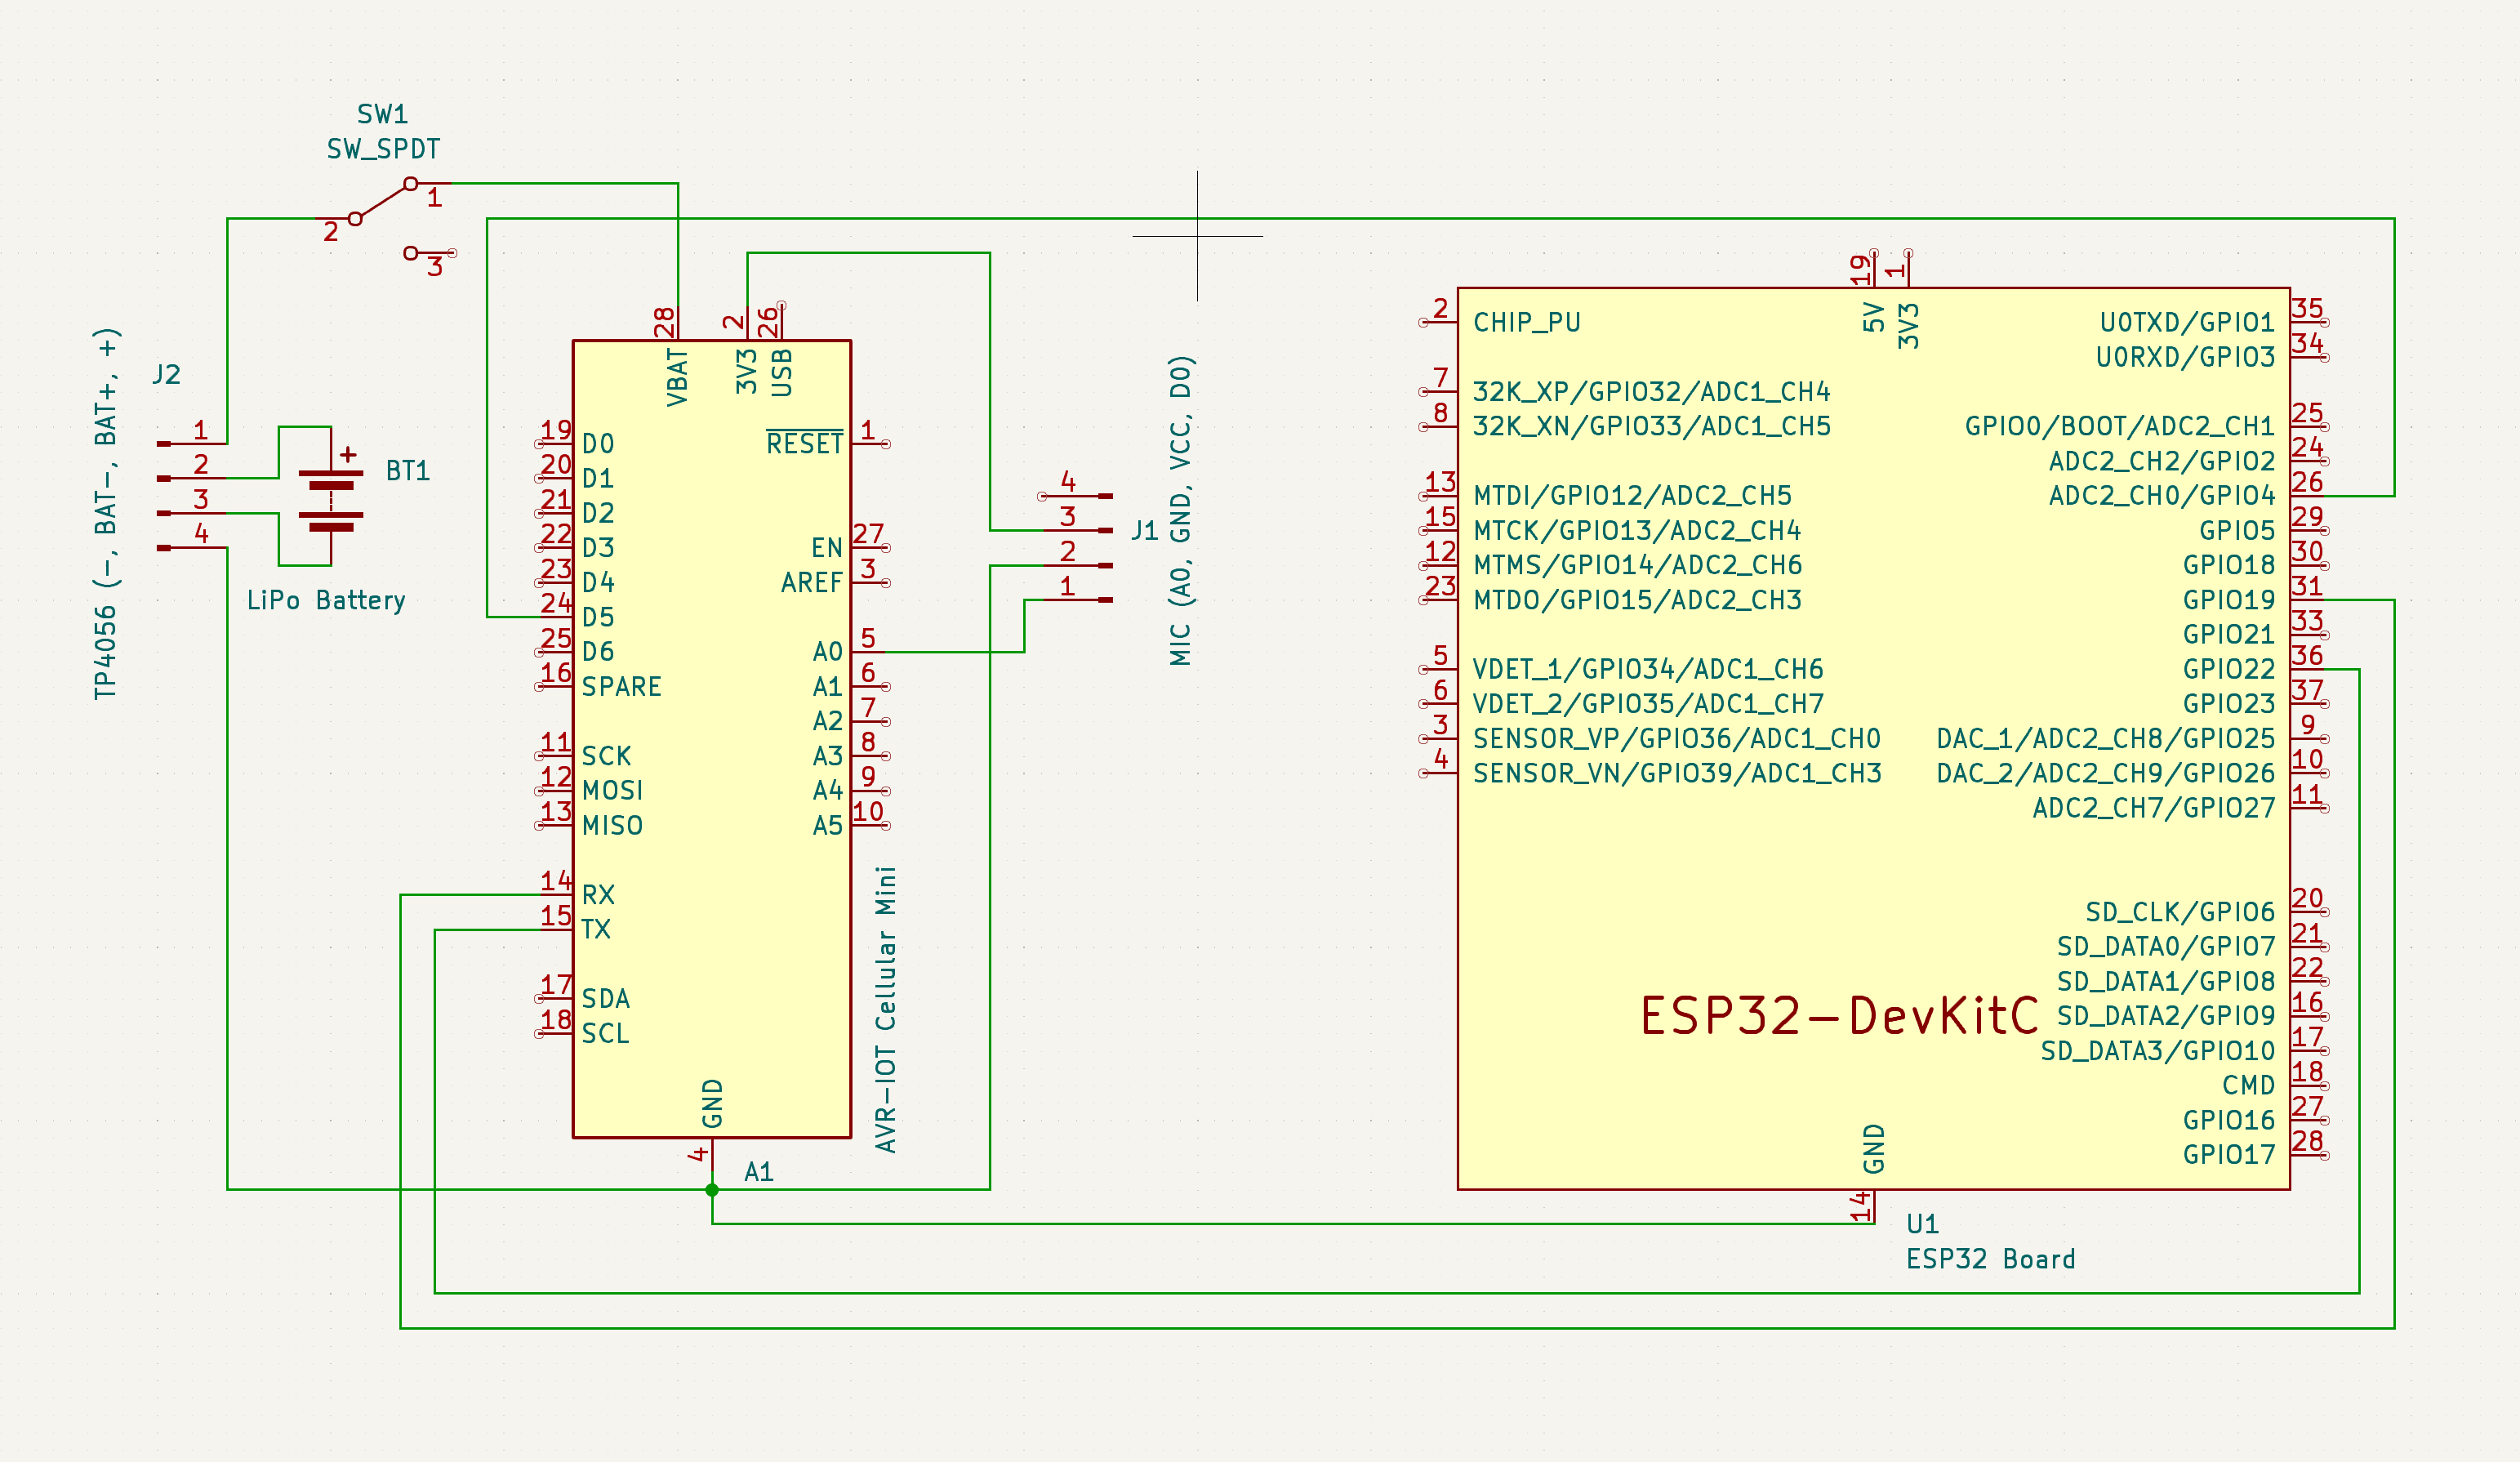 SW1
SW_SPDT
1
2
3
TP4056 (-, BAT-, BAT+, +)
J2
1
2
3
4
+
BT1
LiPo Battery
28
2
26
VBAT
3V3
USB
19 D0
20 D1
21 D2
22 D3
23 D4
24 D5
25 D6
16 SPARE
11 SCK
12 MOSI
13 MISO
14 RX
15 TX
17 SDA
18 SCL
RESET 1
EN 27
AREF 3
A0 5
A1 6
A2 7
A3 8
A4 9
A5 10
GND
4
A1
AVR-IOT Cellular Mini
4
3
2
1
J1
MIC (A0, GND, VCC, D0)
19
1
5V
3V3
2 CHIP_PU
7 32K_XP/GPIO32/ADC1_CH4
8 32K_XN/GPIO33/ADC1_CH5
13 MTDI/GPIO12/ADC2_CH5
15 MTCK/GPIO13/ADC2_CH4
12 MTMS/GPIO14/ADC2_CH6
23 MTDO/GPIO15/ADC2_CH3
5 VDET_1/GPIO34/ADC1_CH6
6 VDET_2/GPIO35/ADC1_CH7
3 SENSOR_VP/GPIO36/ADC1_CH0
4 SENSOR_VN/GPIO39/ADC1_CH3
U0TXD/GPIO1 35
U0RXD/GPIO3 34
GPIO0/BOOT/ADC2_CH1 25
ADC2_CH2/GPIO2 24
ADC2_CH0/GPIO4 26
GPIO5 29
GPIO18 30
GPIO19 31
GPIO21 33
GPIO22 36
GPIO23 37
DAC_1/ADC2_CH8/GPIO25 9
DAC_2/ADC2_CH9/GPIO26 10
ADC2_CH7/GPIO27 11
SD_CLK/GPIO6 20
SD_DATA0/GPIO7 21
SD_DATA1/GPIO8 22
SD_DATA2/GPIO9 16
SD_DATA3/GPIO10 17
CMD 18
GPIO16 27
GPIO17 28
ESP32-DevKitC
GND
14
U1
ESP32 Board